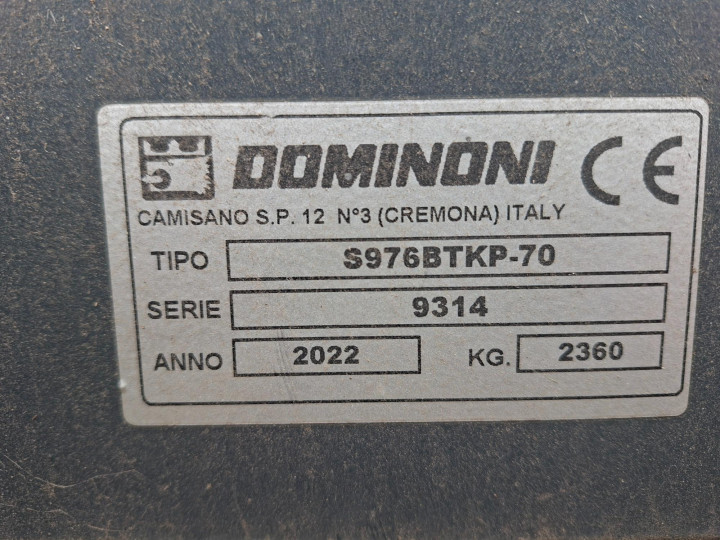 DOMINONI CE
CAMISANO S.P. 12 N°3 (CREMONA) ITALY
TIPO S976BTKP-70
SERIE 9314
ANNO 2022 KG. 2360